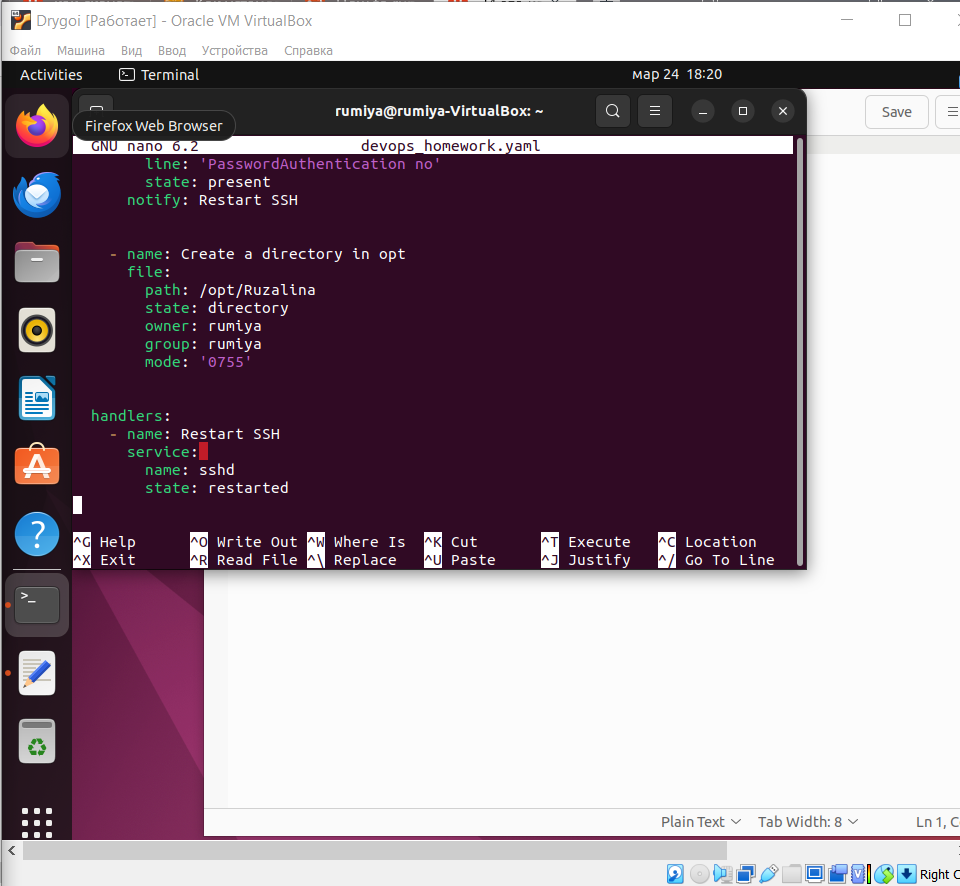 Drygoi [Работает] - Oracle VM VirtualBox
Файл Машина Вид Ввод Устройства Справка
Activities Terminal мар 24 18:20
rumiya@rumiya-VirtualBox: ~
Save
Firefox Web Browser
GNU nano 6.2 devops_homework.yaml
line: 'PasswordAuthentication no'
state: present
notify: Restart SSH
- name: Create a directory in opt
file:
path: /opt/Ruzalina
state: directory
owner: rumiya
group: rumiya
mode: '0755'
handlers:
- name: Restart SSH
service:
name: sshd
state: restarted
^G Help ^O Write Out ^W Where Is ^K Cut ^T Execute ^C Location
^X Exit ^R Read File ^\ Replace ^U Paste ^J Justify ^/ Go To Line
Plain Text Tab Width: 8 Ln 1, C
Right C